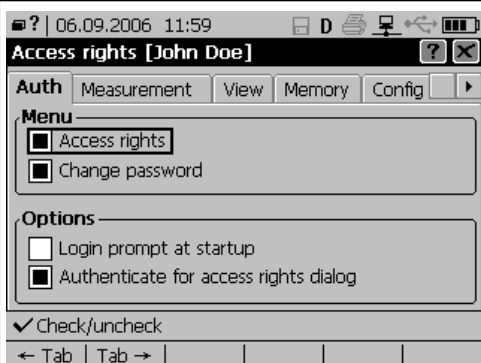 ? 06.09.2006 11:59 D
Access rights [John Doe] ? X
Auth Measurement View Memory Config
Menu
Access rights
Change password
Options
Login prompt at startup
Authenticate for access rights dialog
✓ Check/uncheck
← Tab | Tab →